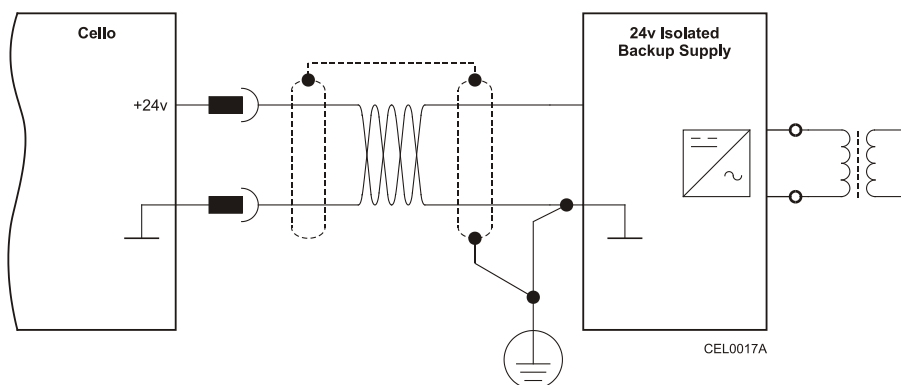 Cello
24v Isolated
Backup Supply
+24v
CEL0017A